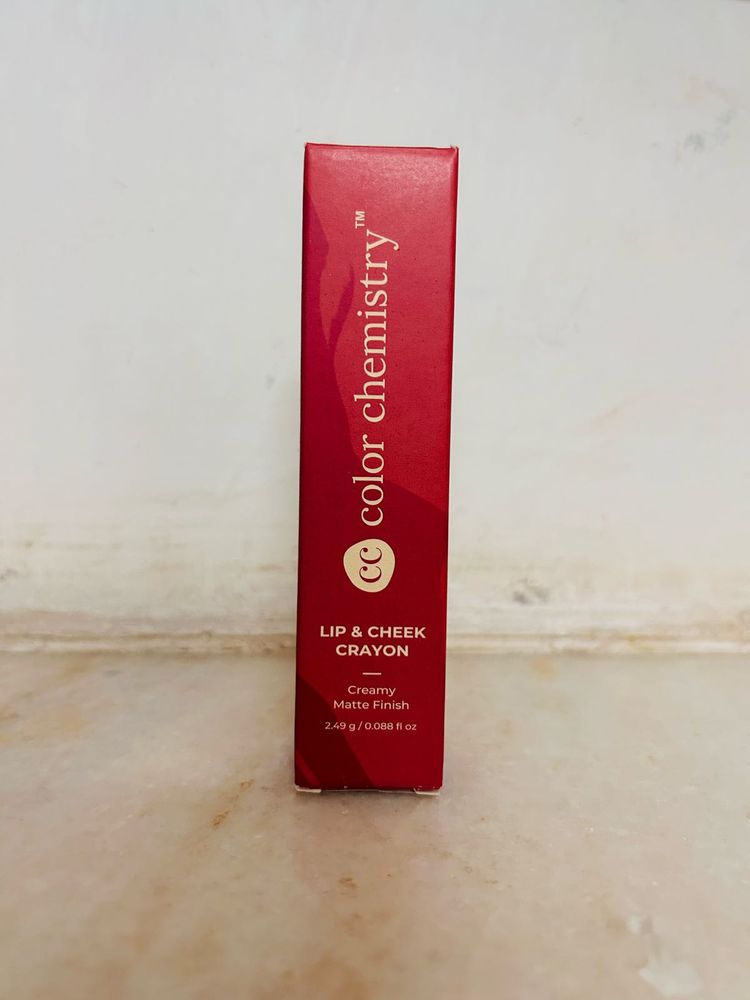 cc color chemistry™
LIP & CHEEK
CRAYON
Creamy
Matte Finish
2.49 g / 0.088 fl oz